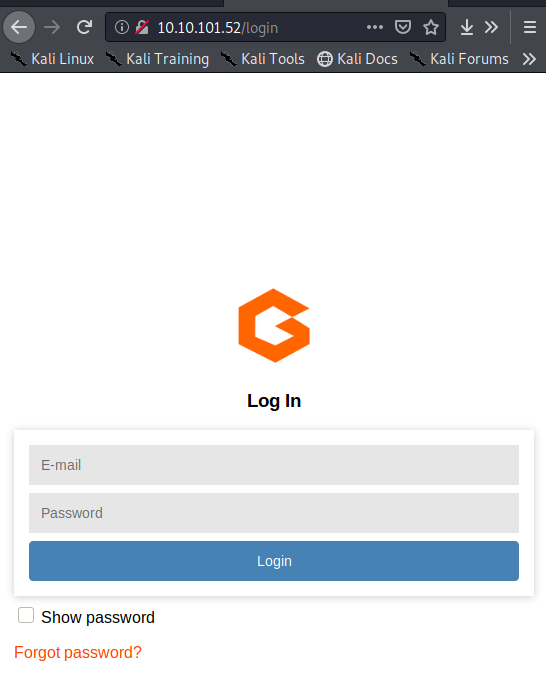 10.10.101.52/login
Kali Linux Kali Training Kali Tools Kali Docs Kali Forums
Log In
E-mail
Password
Login
Show password
Forgot password?